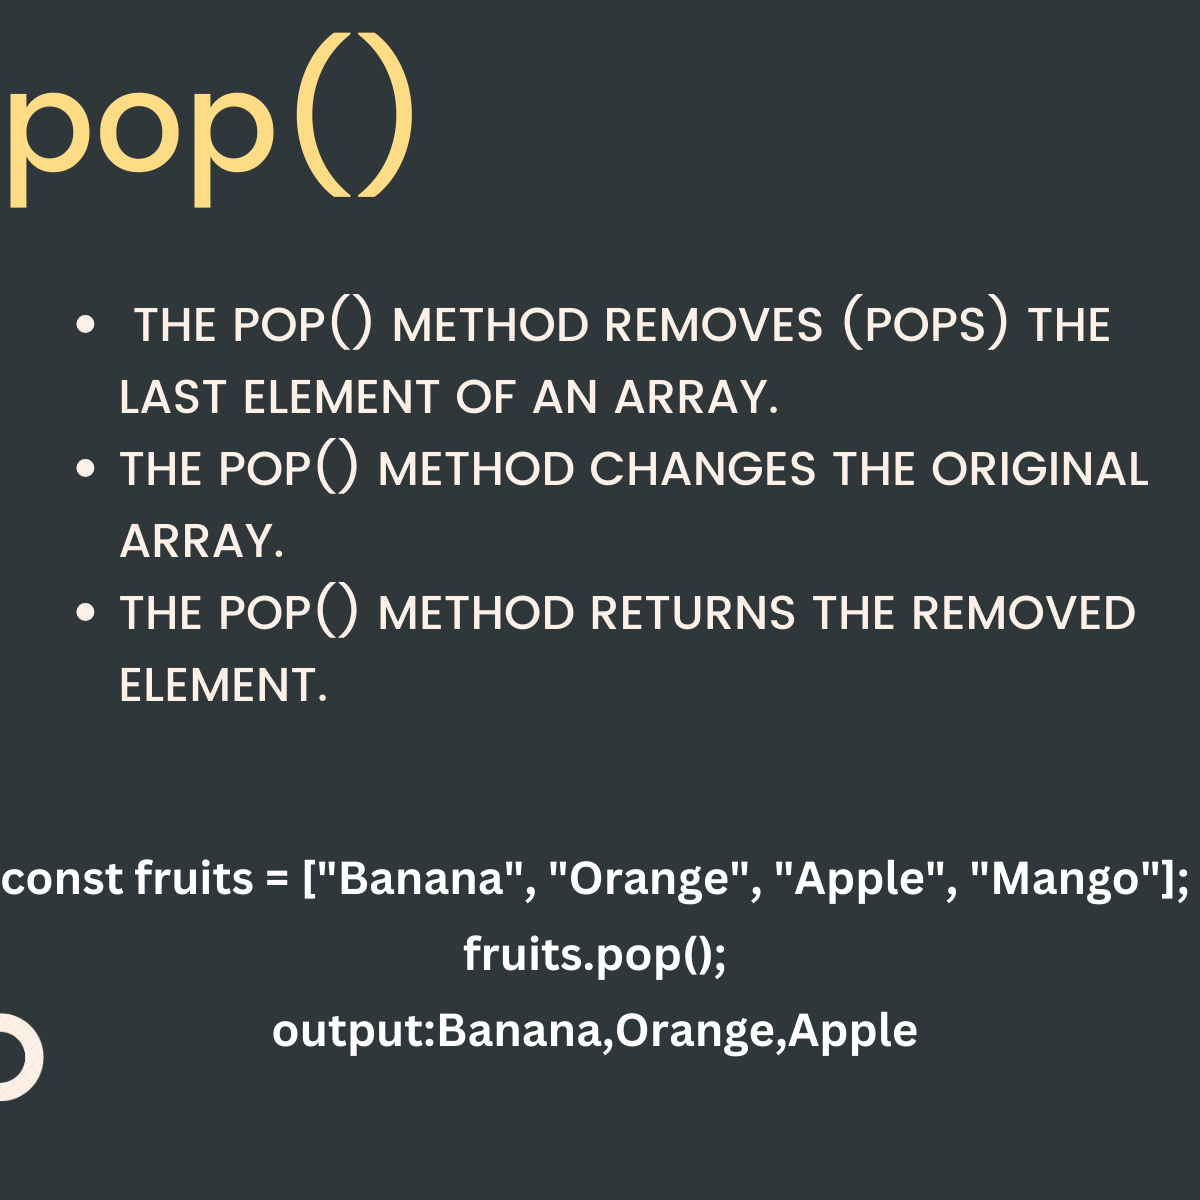 pop()
• THE POP() METHOD REMOVES (POPS) THE
LAST ELEMENT OF AN ARRAY.
• THE POP() METHOD CHANGES THE ORIGINAL
ARRAY.
• THE POP() METHOD RETURNS THE REMOVED
ELEMENT.
const fruits = ["Banana", "Orange", "Apple", "Mango"];
fruits.pop();
output:Banana,Orange,Apple